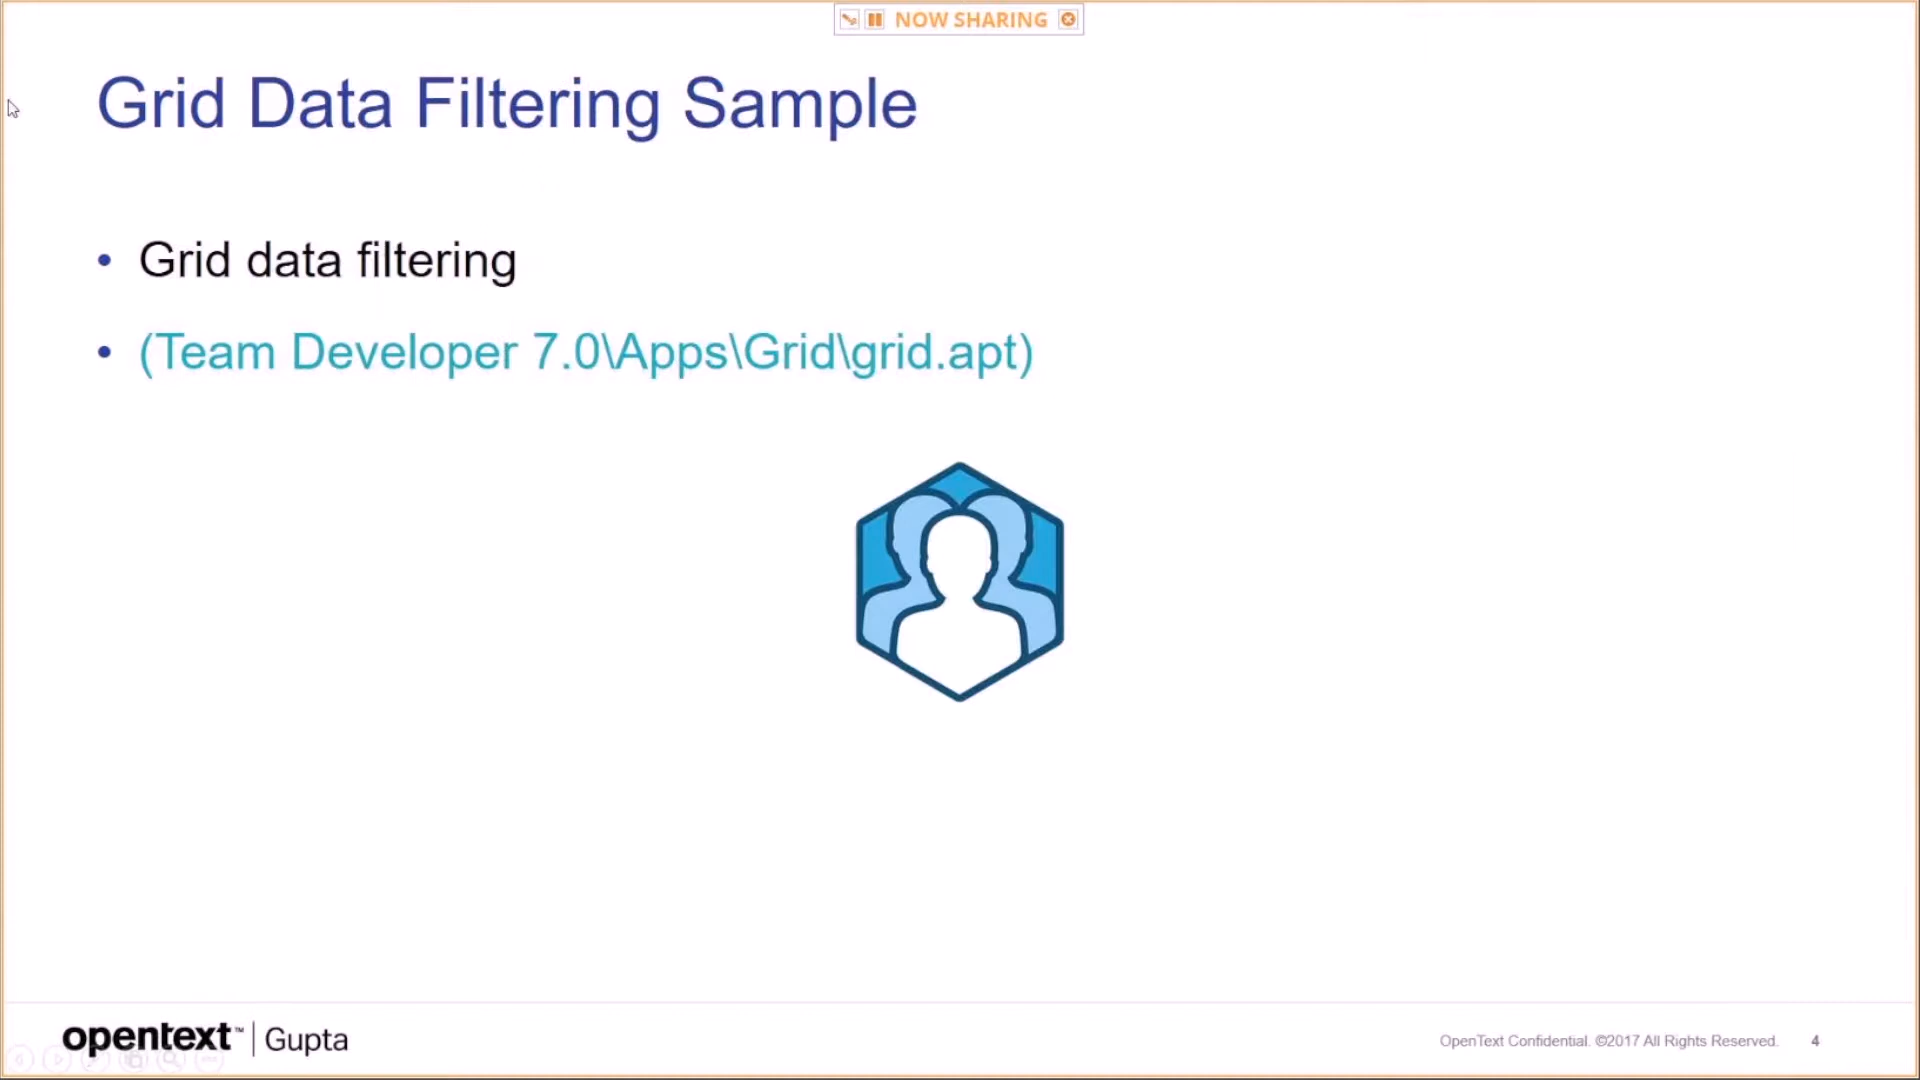 NOW SHARING
Grid Data Filtering Sample
• Grid data filtering
• (Team Developer 7.0\Apps\Grid\grid.apt)
opentext™ | Gupta
OpenText Confidential. ©2017 All Rights Reserved. 4